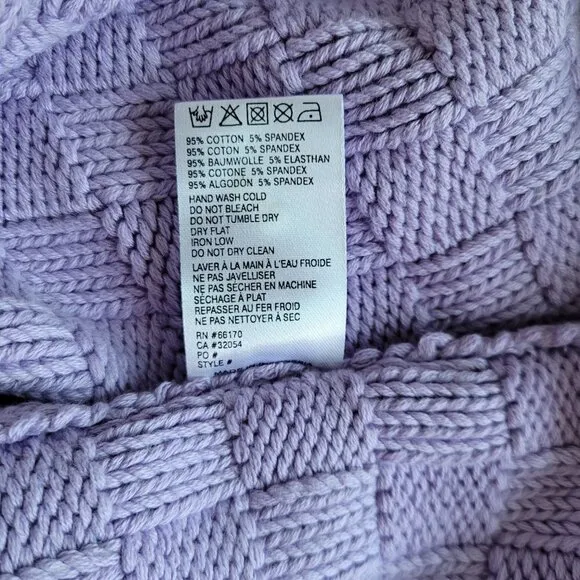 95% COTTON 5% SPANDEX
95% COTON 5% SPANDEX
95% BAUMWOLLE 5% ELASTHAN
95% COTONE 5% SPANDEX
95% ALGODÓN 5% SPANDEX
HAND WASH COLD
DO NOT BLEACH
DO NOT TUMBLE DRY
DRY FLAT
IRON LOW
DO NOT DRY CLEAN
LAVER À LA MAIN À L'EAU FROIDE
NE PAS JAVELLISER
NE PAS SÉCHER EN MACHINE
SÉCHAGE À PLAT
REPASSER AU FER FROID
NE PAS NETTOYER À SEC
RN #66170
CA #32054
PO #
STYLE #
MADE